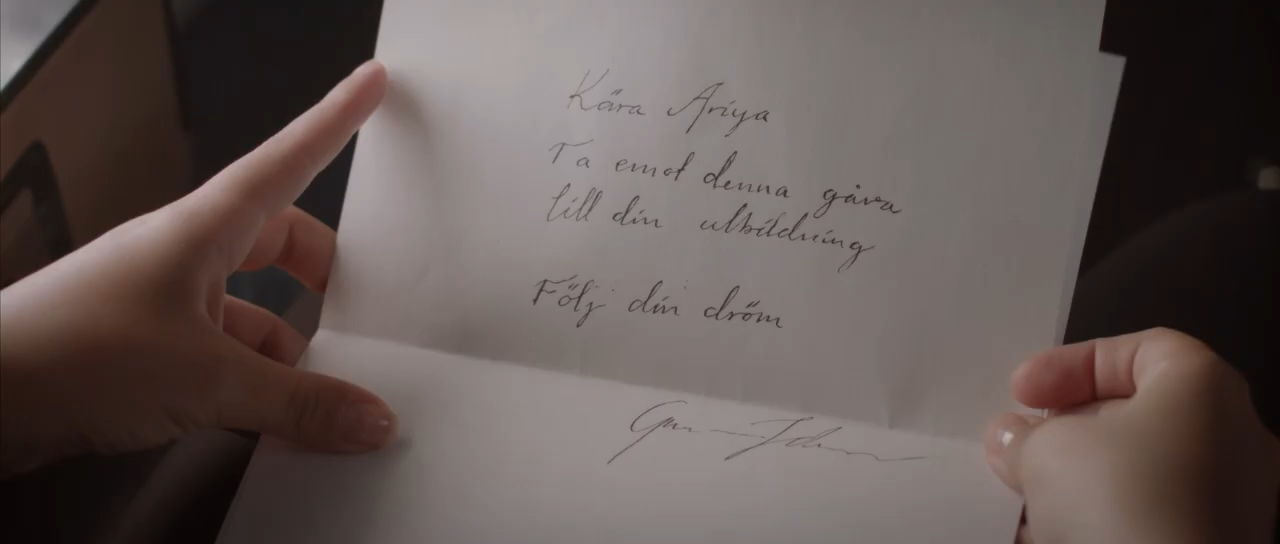 Kära Ariya
Ta emot denna gåva
till din utbildning
Följ din dröm